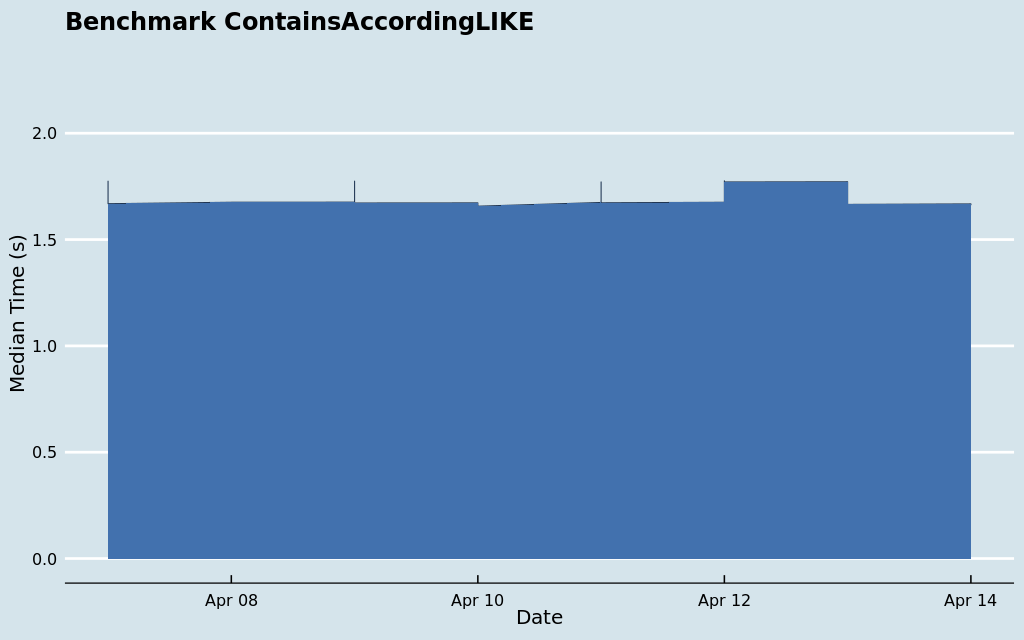 Benchmark ContainsAccordingLIKE
Median Time (s)
2.0
1.5
1.0
0.5
0.0
Apr 08 Apr 10 Apr 12 Apr 14
Date